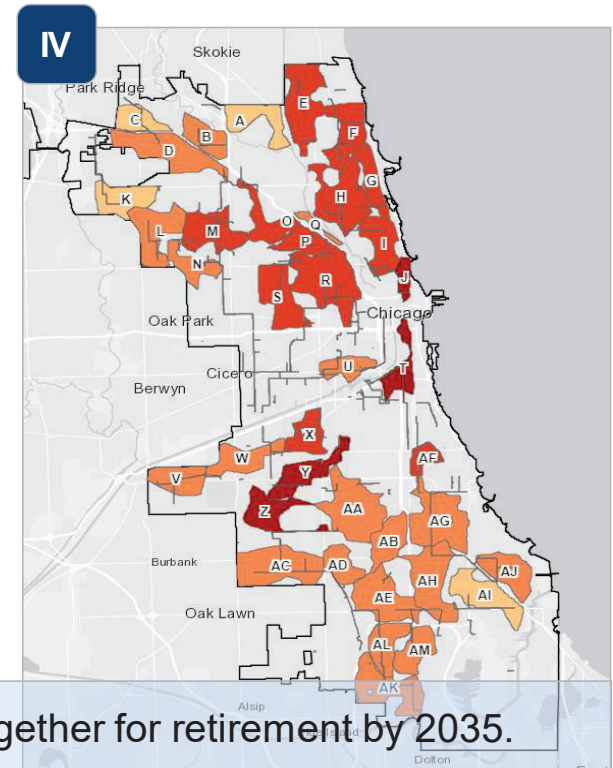 IV
Skokie
Park Ridge
E
C
A
B
F
D
G
H
K
O
Q
L
M
P
I
N
R
J
S
Oak Park
Chicago
U
T
Cicero
Berwyn
X
AF
W
Y
V
Z
AA
AG
AB
Burbank
AC
AD
AH
AJ
AI
AE
Oak Lawn
AL
AM
AK
Alsip
gether for retirement by 2035.
Dolton